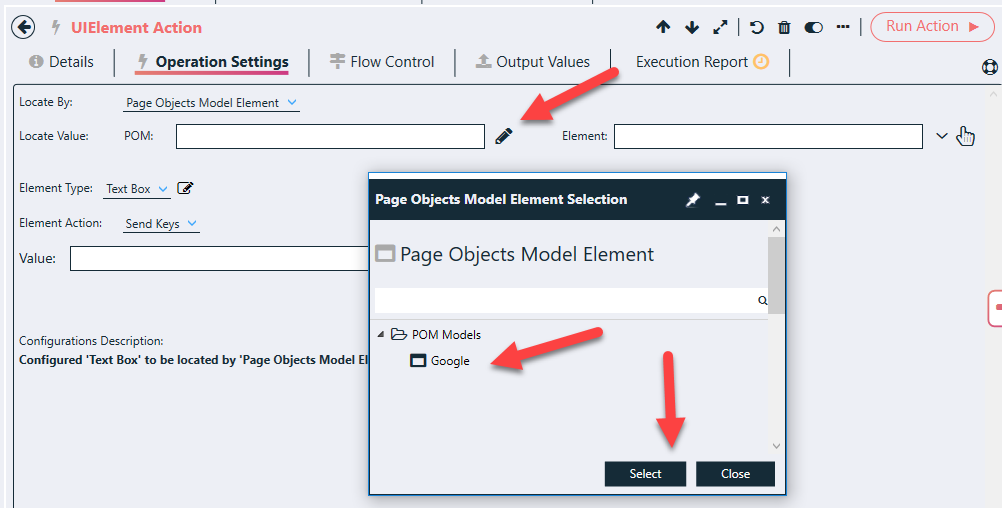 UIElement Action
Run Action
Details Operation Settings Flow Control Output Values Execution Report
Locate By: Page Objects Model Element
Locate Value: POM: Element:
Element Type: Text Box
Page Objects Model Element Selection
Element Action: Send Keys
Page Objects Model Element
Value:
POM Models
Configurations Description:
Configured 'Text Box' to be located by 'Page Objects Model El
Google
Select Close